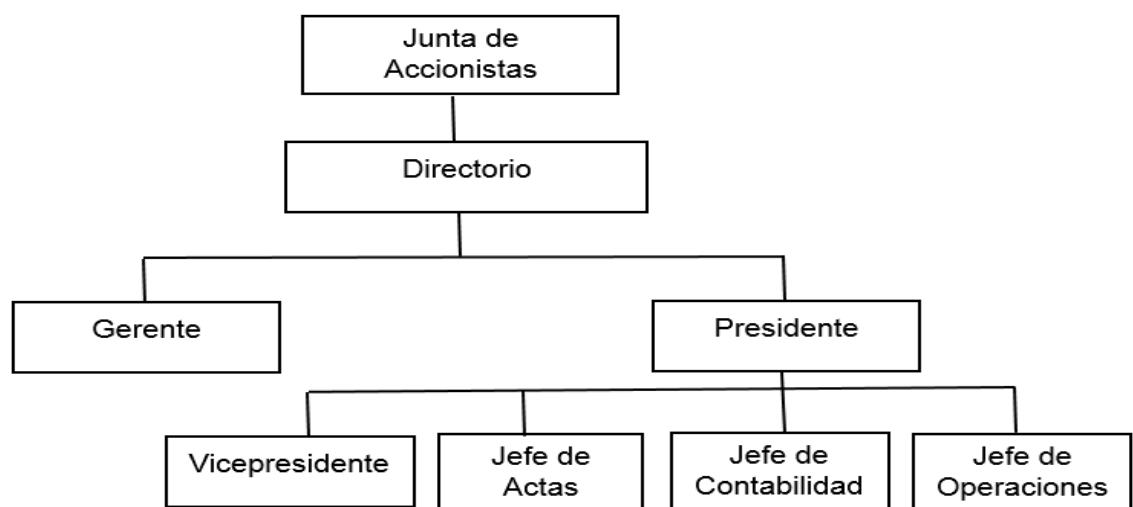 Junta de
Accionistas
Directorio
Gerente
Presidente
Vicepresidente
Jefe de
Actas
Jefe de
Contabilidad
Jefe de
Operaciones